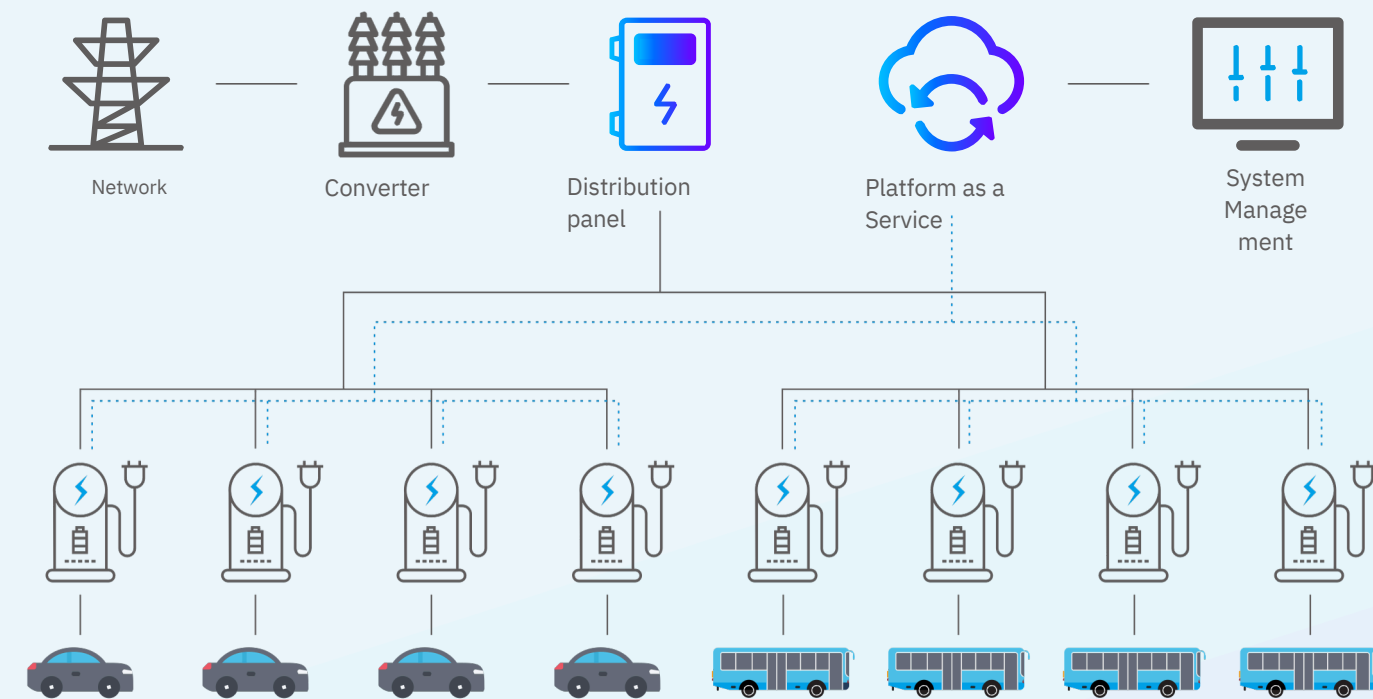 Network
Converter
Distribution
panel
Platform as a
Service
System
Manage
ment